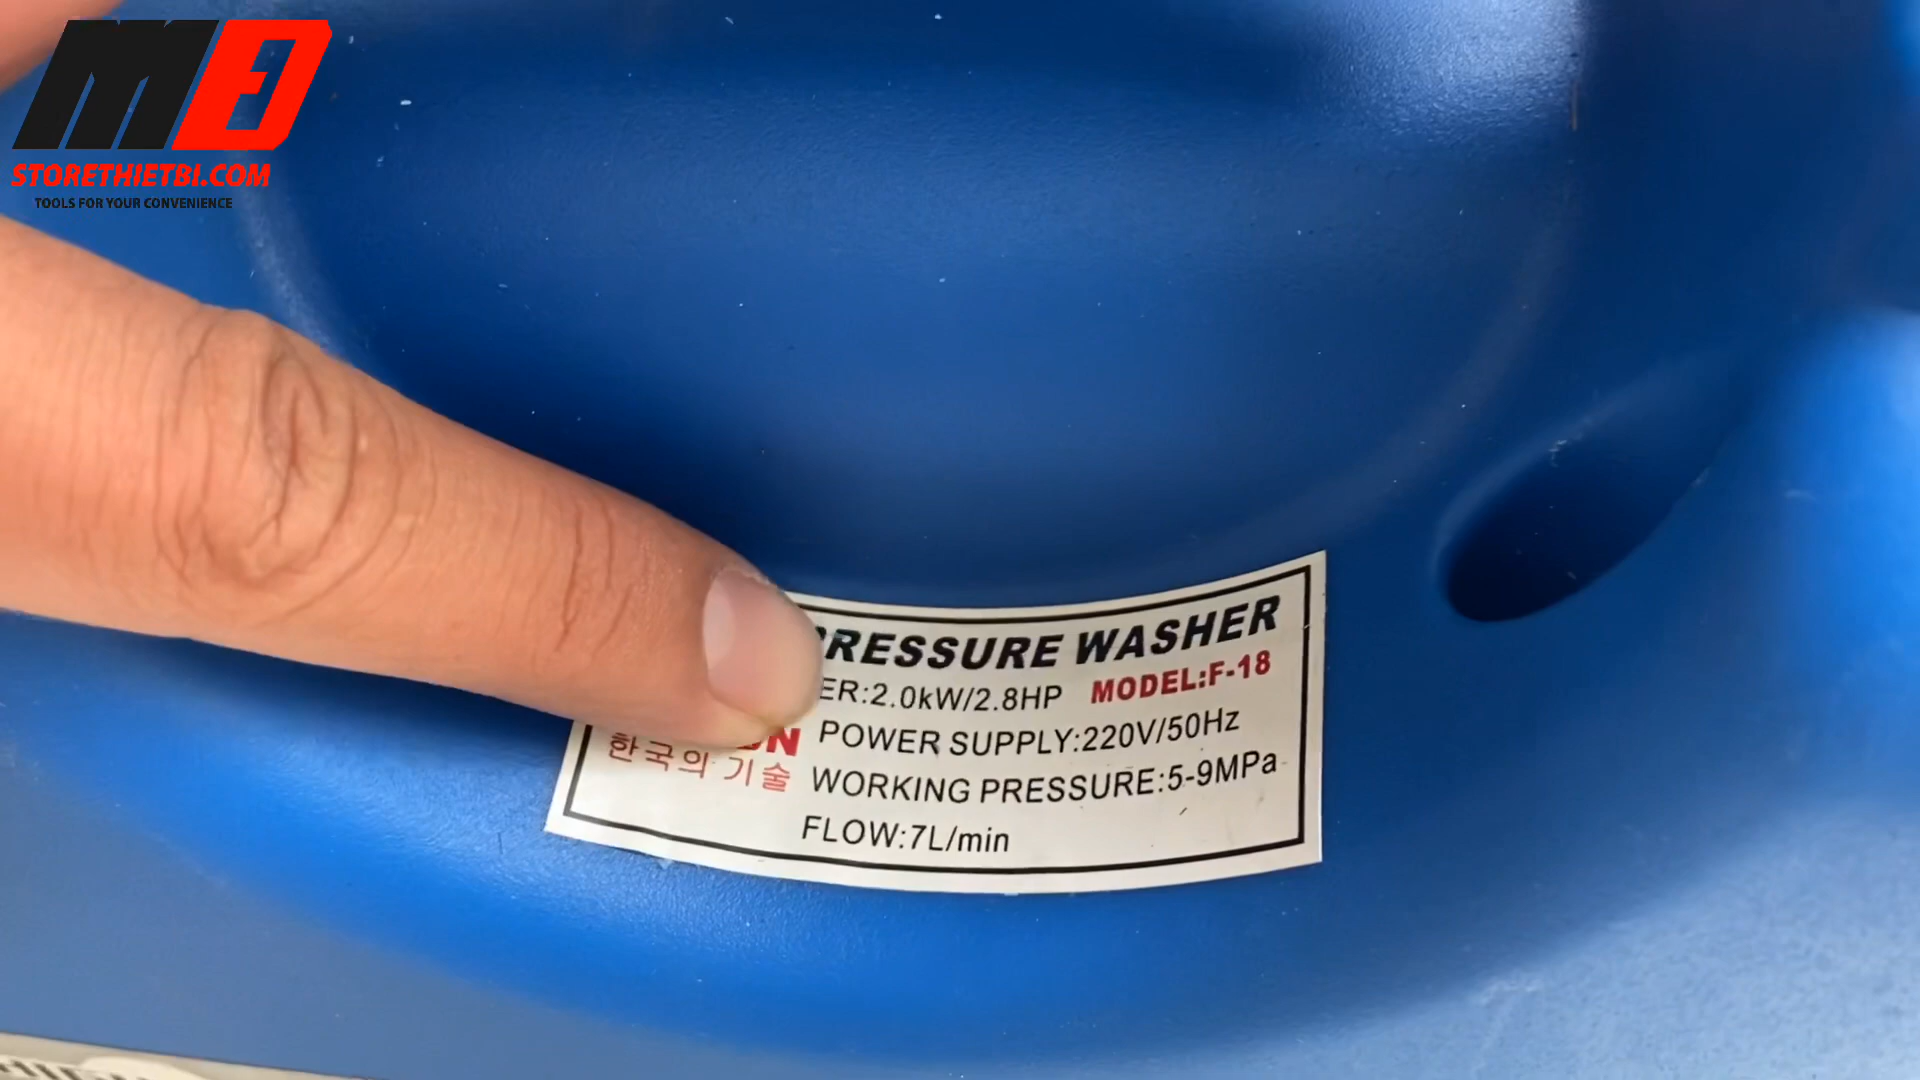 STORETHIETBI.COM
TOOLS FOR YOUR CONVENIENCE
PRESSURE WASHER
ER:2.0kW/2.8HP MODEL:F-18
POWER SUPPLY:220V/50Hz
한국의 기술 WORKING PRESSURE:5-9MPa
FLOW:7L/min